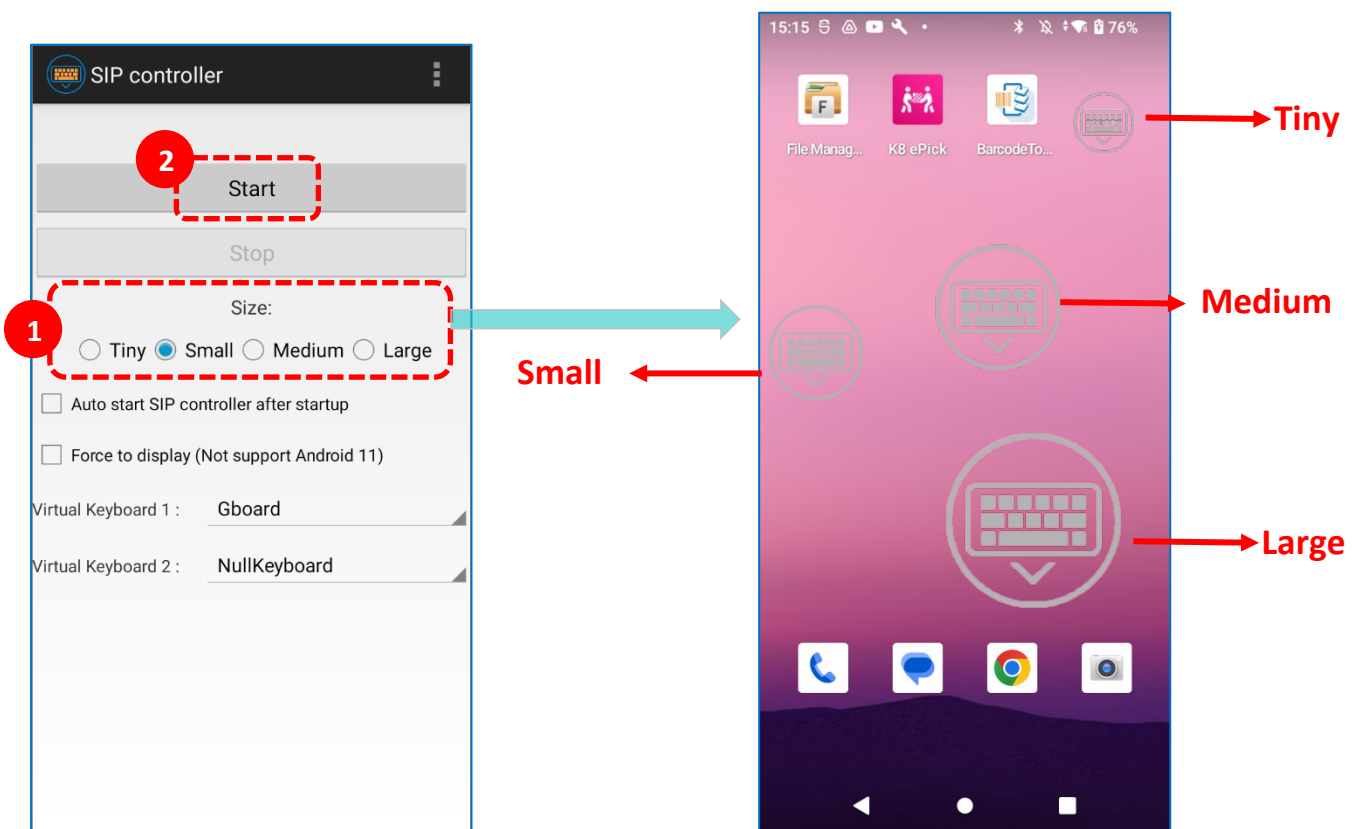 SIP controller
2
Start
Stop
1
Size:
Tiny Small Medium Large
Auto start SIP controller after startup
Force to display (Not support Android 11)
Virtual Keyboard 1 : Gboard
Virtual Keyboard 2 : NullKeyboard
15:15 76%
F
File Manag... K8 ePick BarcodeTo...
Tiny
Medium
Small
Large